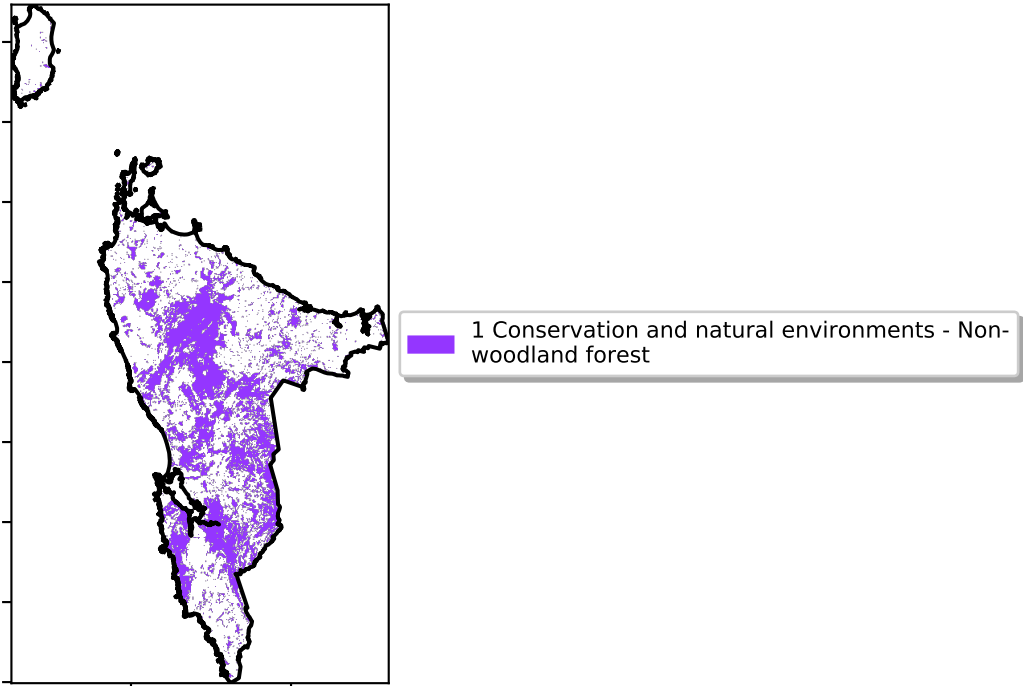 1 Conservation and natural environments - Non-
woodland forest